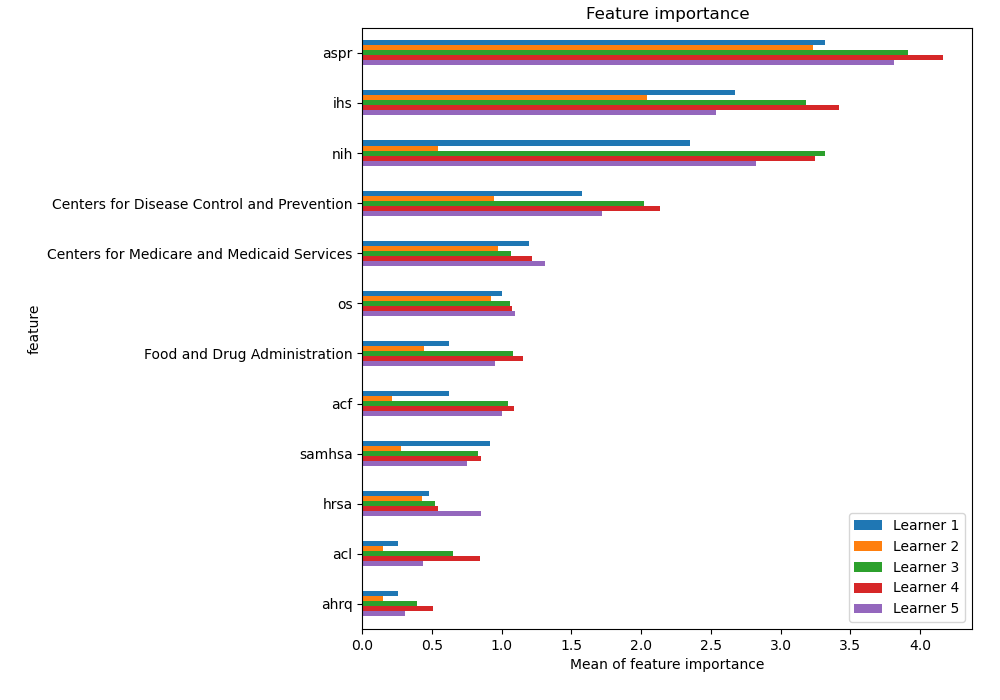 Feature importance
aspr
ihs
nih
Centers for Disease Control and Prevention
Centers for Medicare and Medicaid Services
os
Food and Drug Administration
acf
samhsa
hrsa
acl
ahrq
feature
Learner 1
Learner 2
Learner 3
Learner 4
Learner 5
0.0 0.5 1.0 1.5 2.0 2.5 3.0 3.5 4.0
Mean of feature importance